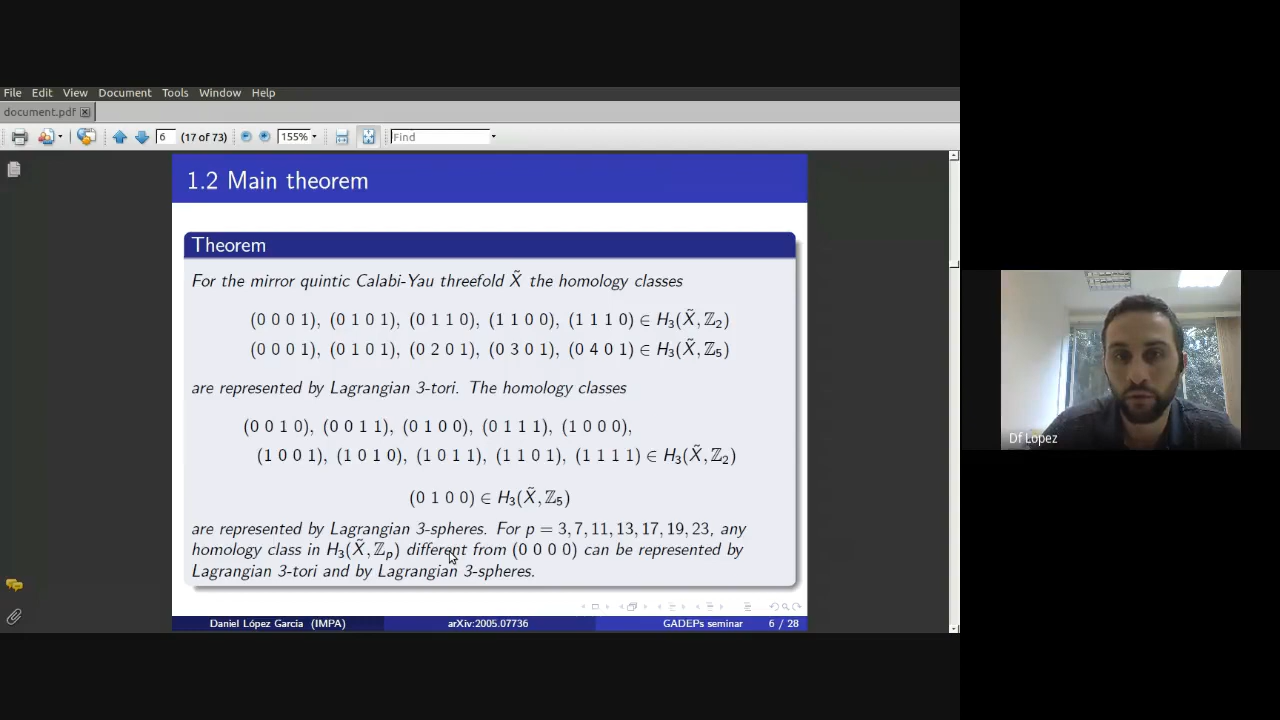 File Edit View Document Tools Window Help
document.pdf
6 (17 of 73) 155% Find
1.2 Main theorem
Theorem
For the mirror quintic Calabi-Yau threefold X̃ the homology classes
(0 0 0 1), (0 1 0 1), (0 1 1 0), (1 1 0 0), (1 1 1 0) ∈ H₃(X̃, ℤ₂)
(0 0 0 1), (0 1 0 1), (0 2 0 1), (0 3 0 1), (0 4 0 1) ∈ H₃(X̃, ℤ₅)
are represented by Lagrangian 3-tori. The homology classes
(0 0 1 0), (0 0 1 1), (0 1 0 0), (0 1 1 1), (1 0 0 0),
(1 0 0 1), (1 0 1 0), (1 0 1 1), (1 1 0 1), (1 1 1 1) ∈ H₃(X̃, ℤ₂)
(0 1 0 0) ∈ H₃(X̃, ℤ₅)
are represented by Lagrangian 3-spheres. For p = 3, 7, 11, 13, 17, 19, 23, any
homology class in H₃(X̃, ℤₚ) different from (0 0 0 0) can be represented by
Lagrangian 3-tori and by Lagrangian 3-spheres.
Daniel López Garcia (IMPA) arXiv:2005.07736 GADEPs seminar 6 / 28
Df Lopez